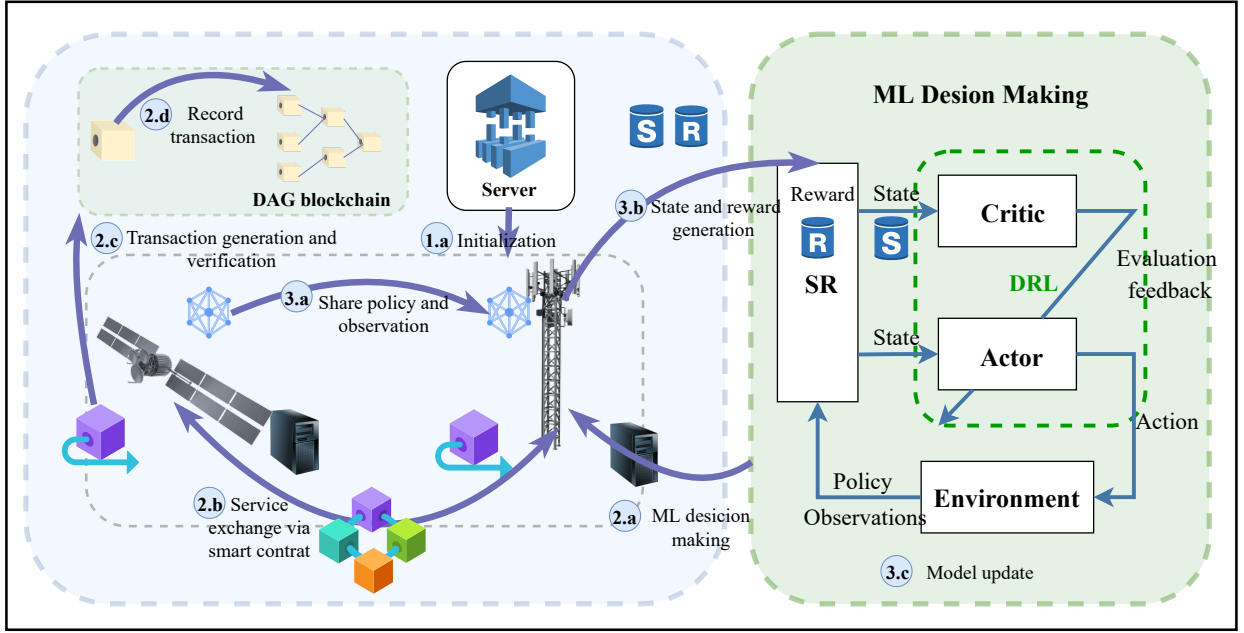 2.d
Record
transaction
DAG blockchain
Server
S
R
ML Desion Making
2.c
Transaction generation and
verification
1.a
Initialization
3.b
State and reward
generation
3.a
Share policy and
observation
2.b
Service
exchange via
smart contrat
2.a
ML desicion
making
Reward
R
SR
State
S
Critic
DRL
Evaluation
feedback
State
Actor
Action
Policy
Observations
Environment
3.c
Model update